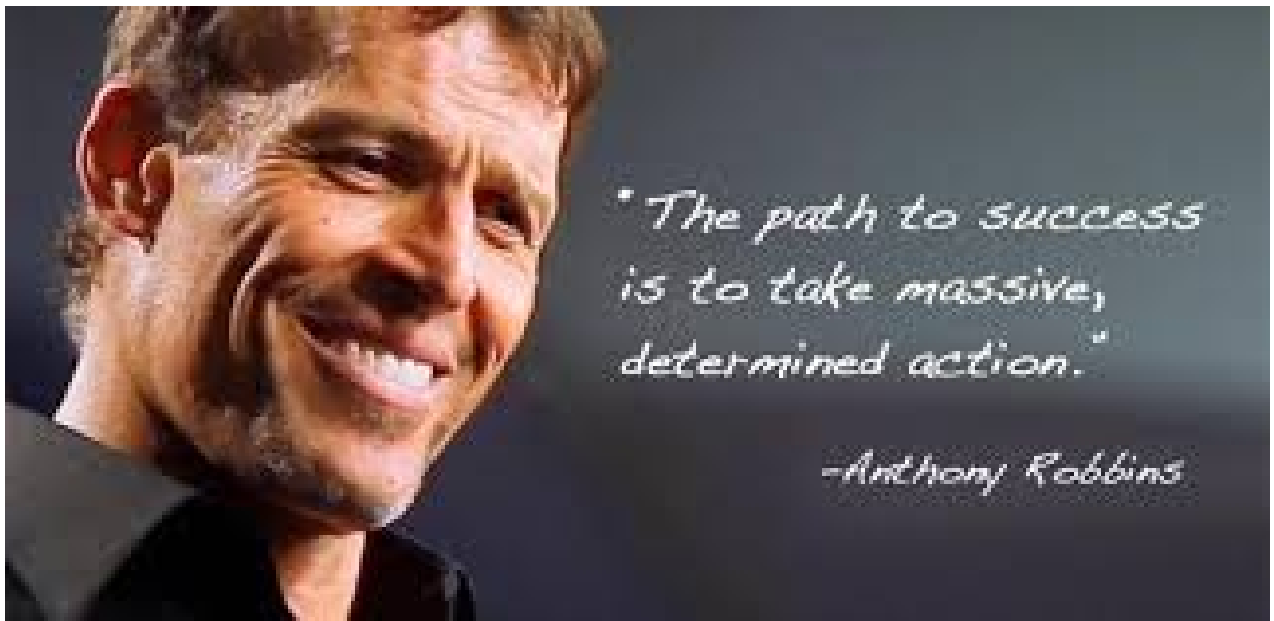 "The path to success
is to take massive,
determined action."
-Anthony Robbins